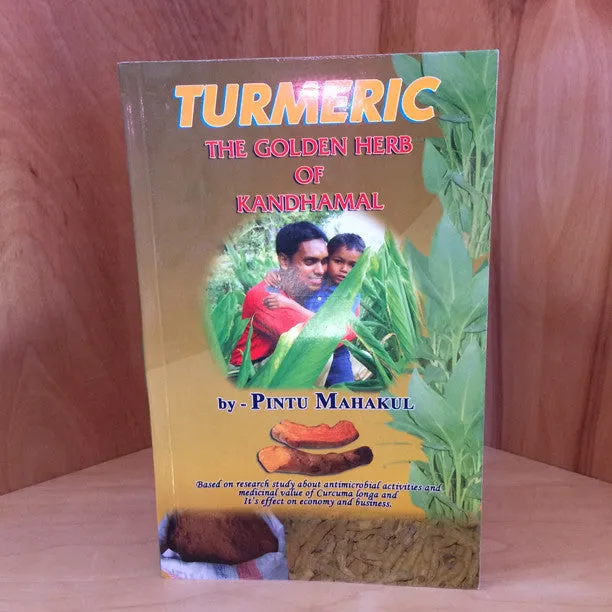 TURMERIC
THE GOLDEN HERB
OF
KANDHAMAL
by - PINTU MAHAKUL
Based on research study about antimicrobial activities and
medicinal value of Curcuma longa and
It's effect on economy and business.